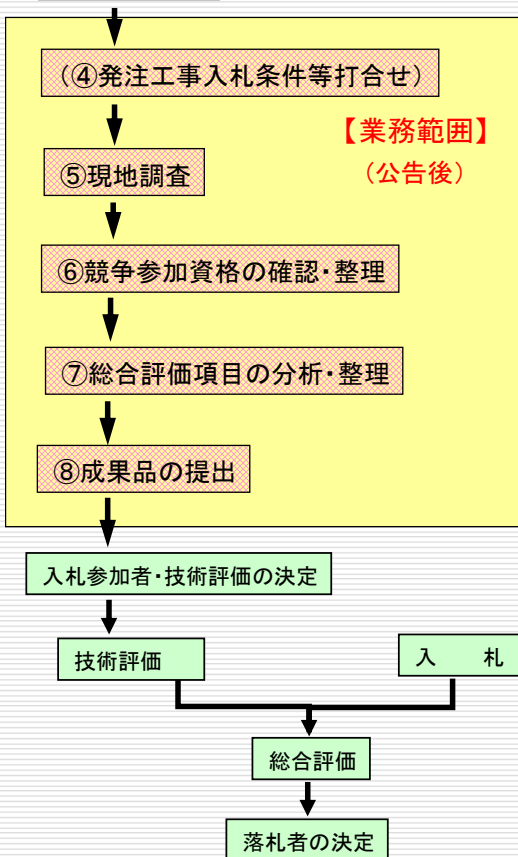 (④発注工事入札条件等打合せ)
【業務範囲】
(公告後)
⑤現地調査
⑥競争参加資格の確認・整理
⑦総合評価項目の分析・整理
⑧成果品の提出
入札参加者・技術評価の決定
技術評価
入　　札
総合評価
落札者の決定